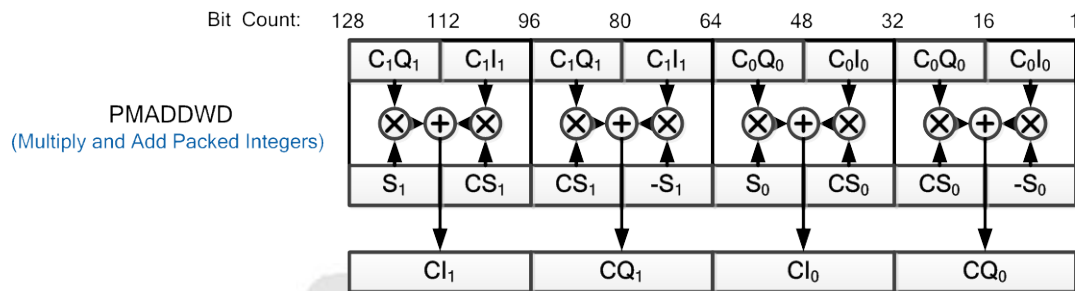 Bit Count: 128 112 96 80 64 48 32 16 1
C₁Q₁ C₁I₁ C₁Q₁ C₁I₁ C₀Q₀ C₀I₀ C₀Q₀ C₀I₀
PMADDWD
(Multiply and Add Packed Integers)
S₁ CS₁ CS₁ -S₁ S₀ CS₀ CS₀ -S₀
CI₁ CQ₁ CI₀ CQ₀